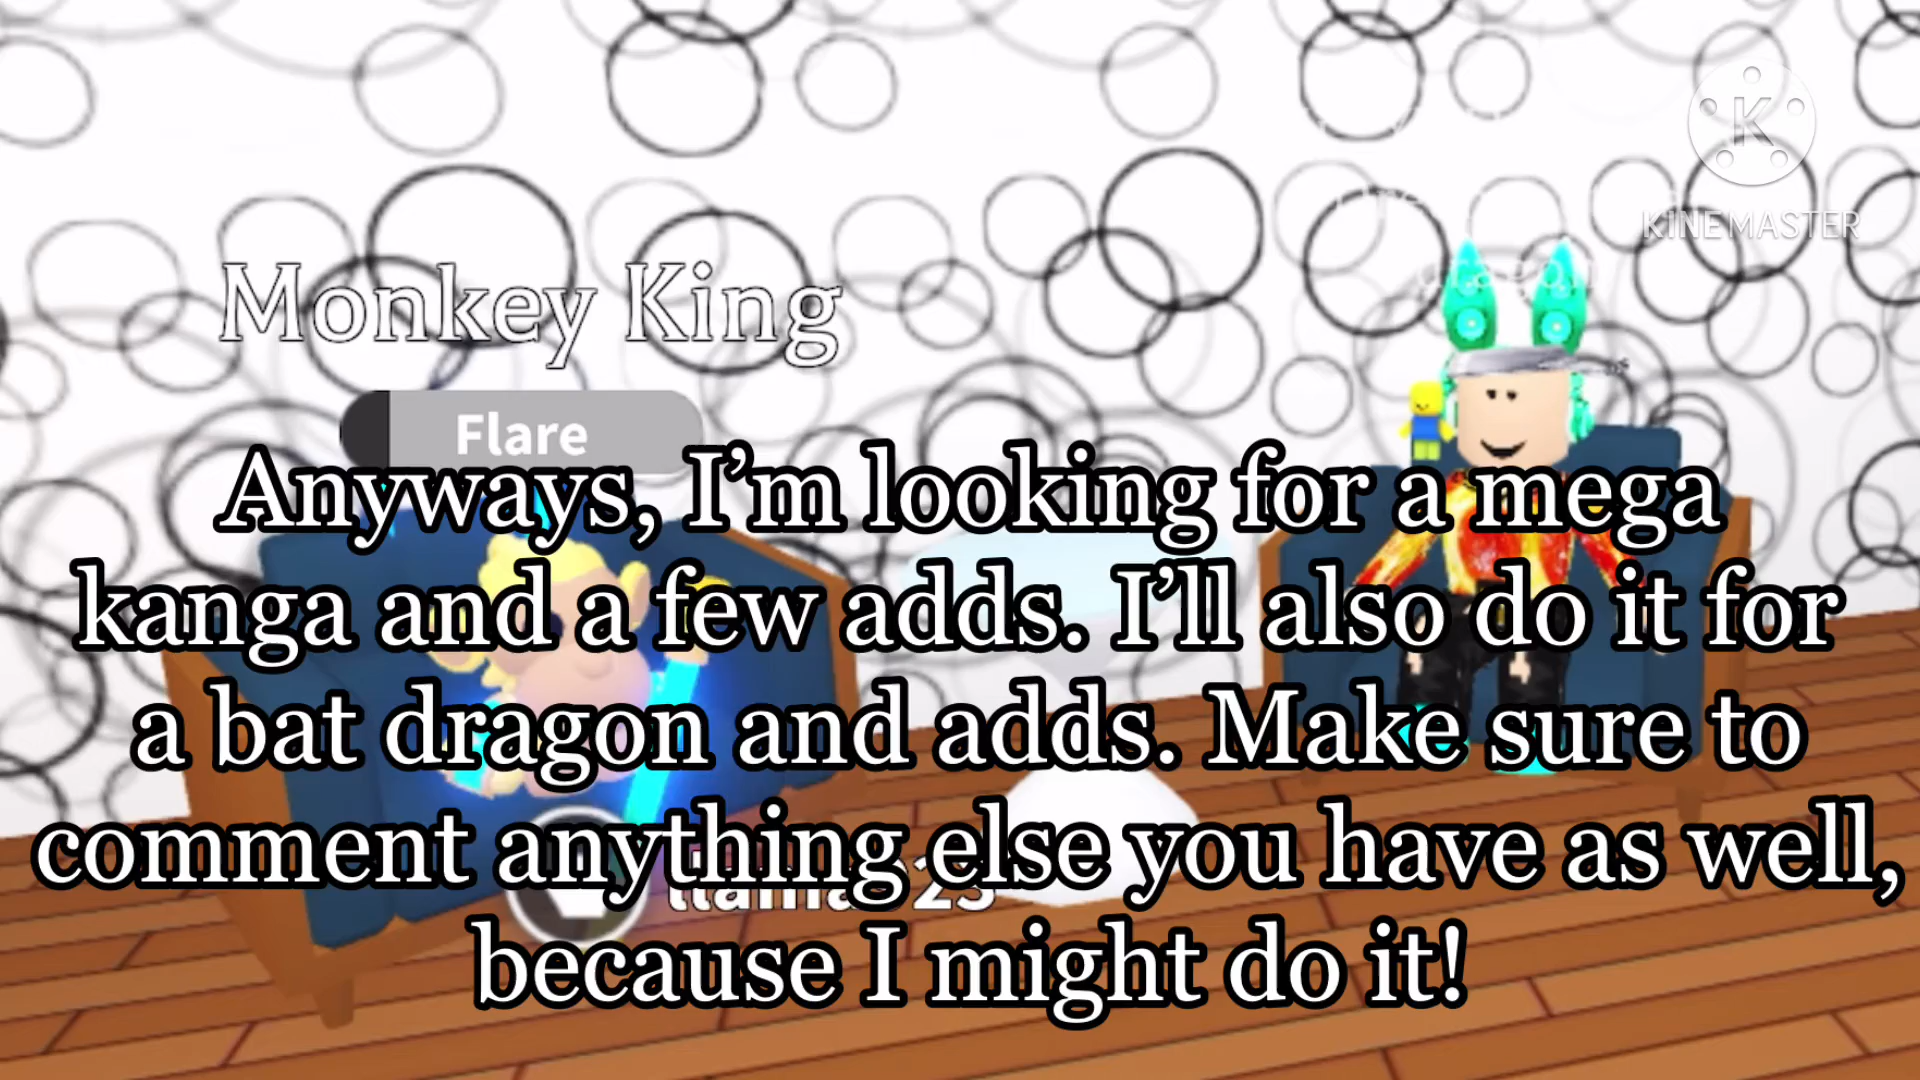 KINEMASTER
dragon
Monkey King
Flare
Anyways, I’m looking for a mega
kanga and a few adds. I’ll also do it for
a bat dragon and adds. Make sure to
comment anything else you have as well,
because I might do it!